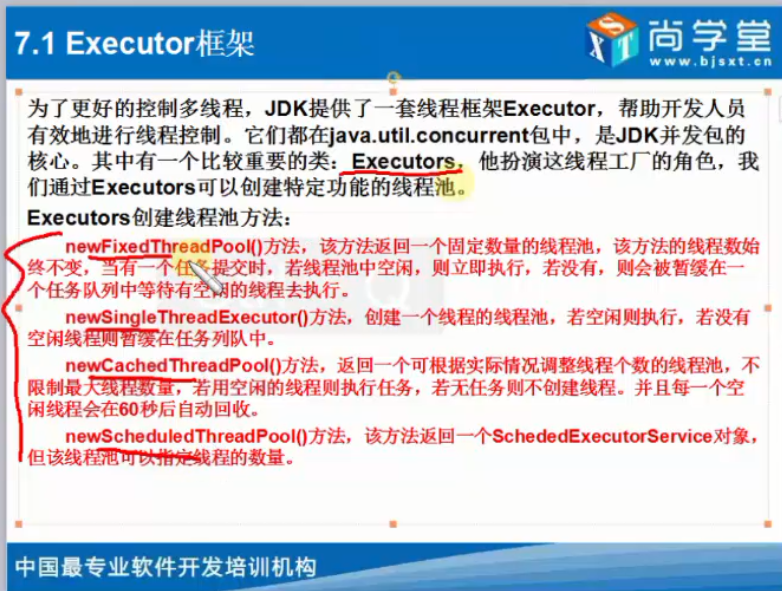 7.1 Executor框架
尚学堂
www.bjsxt.cn
为了更好的控制多线程，JDK提供了一套线程框架Executor，帮助开发人员
有效地进行线程控制。它们都在java.util.concurrent包中，是JDK并发包的
核心。其中有一个比较重要的类：Executors，他扮演这线程工厂的角色，我
们通过Executors可以创建特定功能的线程池。
Executors创建线程池方法：
newFixedThreadPool()方法，该方法返回一个固定数量的线程池，该方法的线程数始
终不变，当有一个任务提交时，若线程池中空闲，则立即执行，若没有，则会被暂缓在一
个任务队列中等待有空闲的线程去执行。
newSingleThreadExecutor()方法，创建一个线程的线程池，若空闲则执行，若没有
空闲线程则暂缓在任务列队中。
newCachedThreadPool()方法，返回一个可根据实际情况调整线程个数的线程池，不
限制最大线程数量，若用空闲的线程则执行任务，若无任务则不创建线程。并且每一个空
闲线程会在60秒后自动回收。
newScheduledThreadPool()方法，该方法返回一个SchededExecutorService对象，
但该线程池可以指定线程的数量。
中国最专业软件开发培训机构